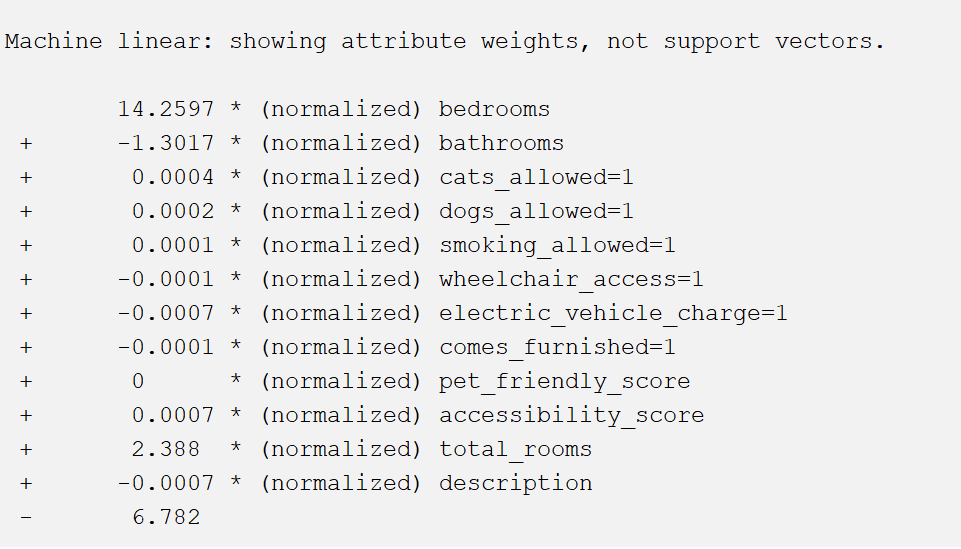 Machine linear: showing attribute weights, not support vectors.
14.2597 * (normalized) bedrooms
+ -1.3017 * (normalized) bathrooms
+ 0.0004 * (normalized) cats_allowed=1
+ 0.0002 * (normalized) dogs_allowed=1
+ 0.0001 * (normalized) smoking_allowed=1
+ -0.0001 * (normalized) wheelchair_access=1
+ -0.0007 * (normalized) electric_vehicle_charge=1
+ -0.0001 * (normalized) comes_furnished=1
+ 0 * (normalized) pet_friendly_score
+ 0.0007 * (normalized) accessibility_score
+ 2.388 * (normalized) total_rooms
+ -0.0007 * (normalized) description
- 6.782